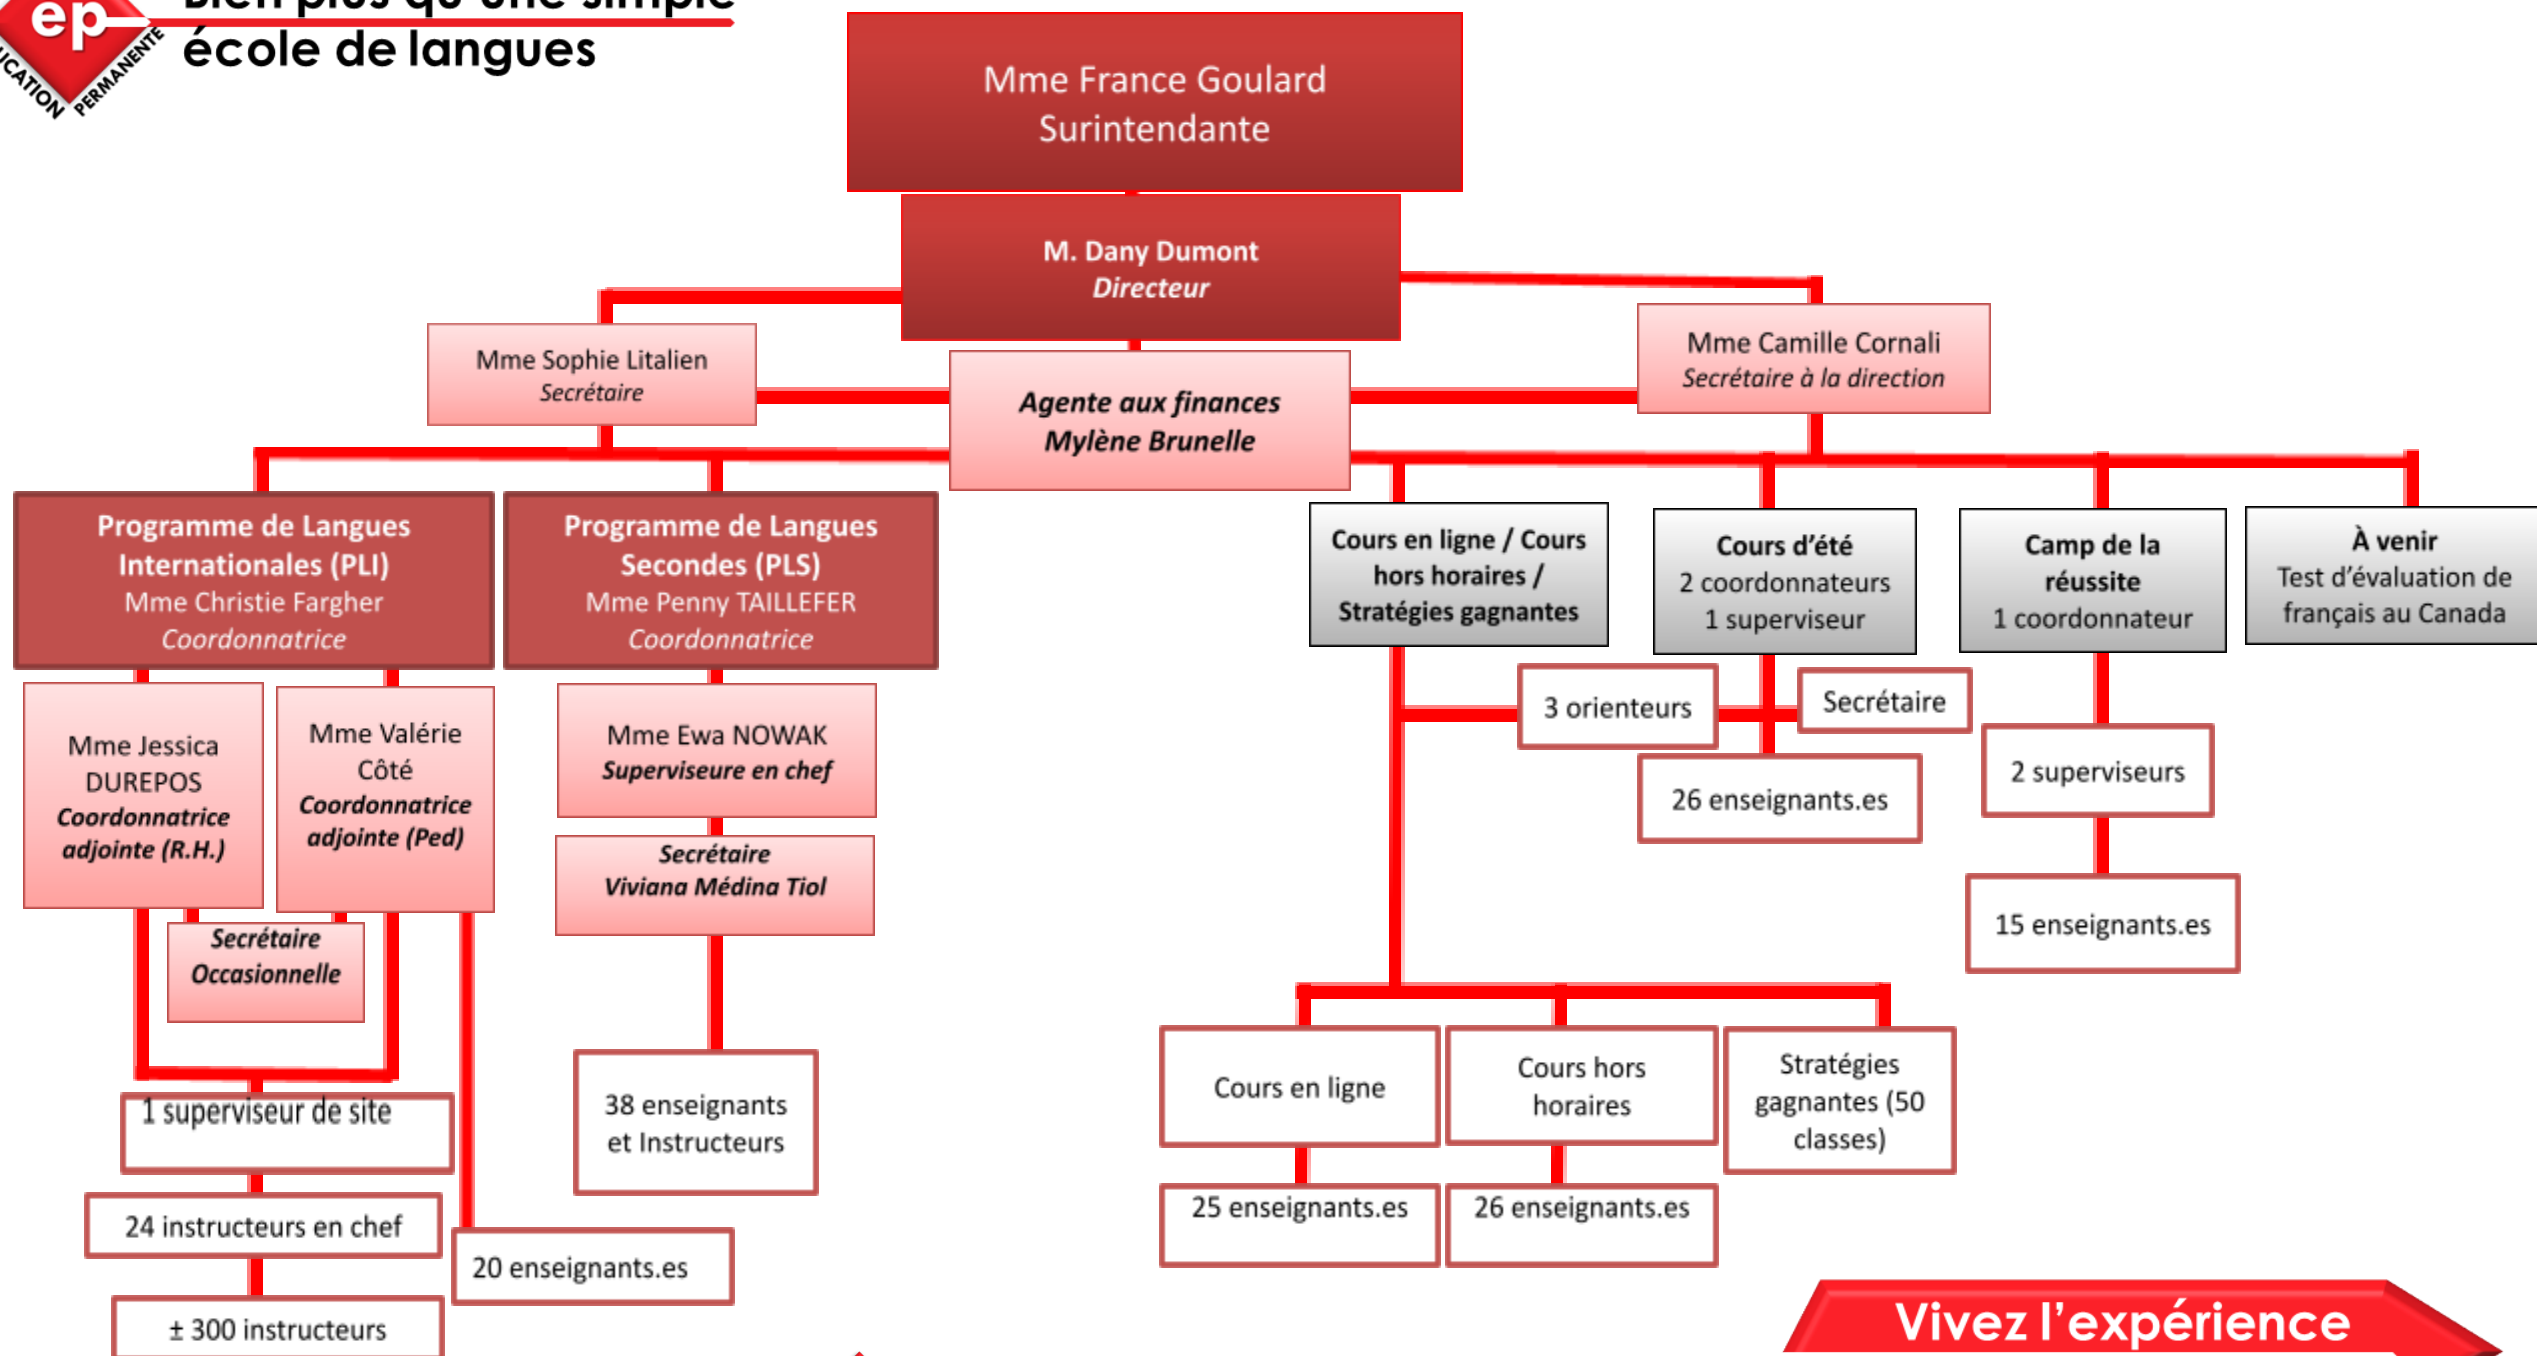 Bien plus qu'une simple
école de langues
ep
PERMANENTE
Mme France Goulard
Surintendante
M. Dany Dumont
Directeur
Mme Sophie Litalien
Secrétaire
Agente aux finances
Mylène Brunelle
Mme Camille Cornali
Secrétaire à la direction
Programme de Langues
Internationales (PLI)
Mme Christie Fargher
Coordonnatrice
Programme de Langues
Secondes (PLS)
Mme Penny TAILLEFER
Coordonnatrice
Cours en ligne / Cours
hors horaires /
Stratégies gagnantes
Cours d'été
2 coordonnateurs
1 superviseur
Camp de la
réussite
1 coordonnateur
À venir
Test d'évaluation de
français au Canada
Mme Jessica
DUREPOS
Coordonnatrice
adjointe (R.H.)
Mme Valérie
Côté
Coordonnatrice
adjointe (Ped)
Mme Ewa NOWAK
Superviseure en chef
Secrétaire
Viviana Médina Tiol
3 orienteurs
Secrétaire
26 enseignants.es
2 superviseurs
15 enseignants.es
Secrétaire
Occasionnelle
1 superviseur de site
24 instructeurs en chef
± 300 instructeurs
20 enseignants.es
38 enseignants
et Instructeurs
Cours en ligne
Cours hors
horaires
Stratégies
gagnantes (50
classes)
25 enseignants.es
26 enseignants.es
Vivez l'expérience